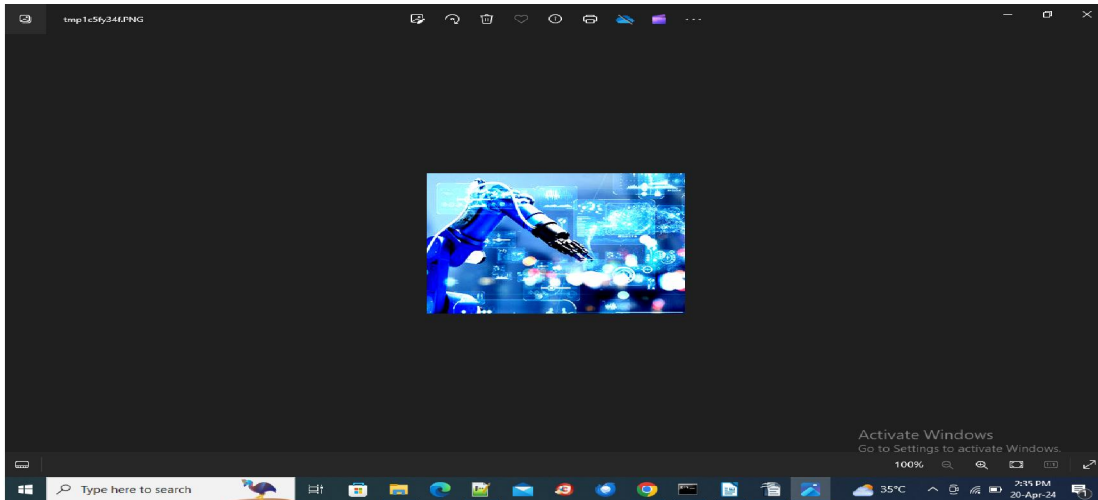 tmp1c5fy34f.PNG
Activate Windows
Go to Settings to activate Windows.
100%
Type here to search
35°C
2:35 PM
20-Apr-24